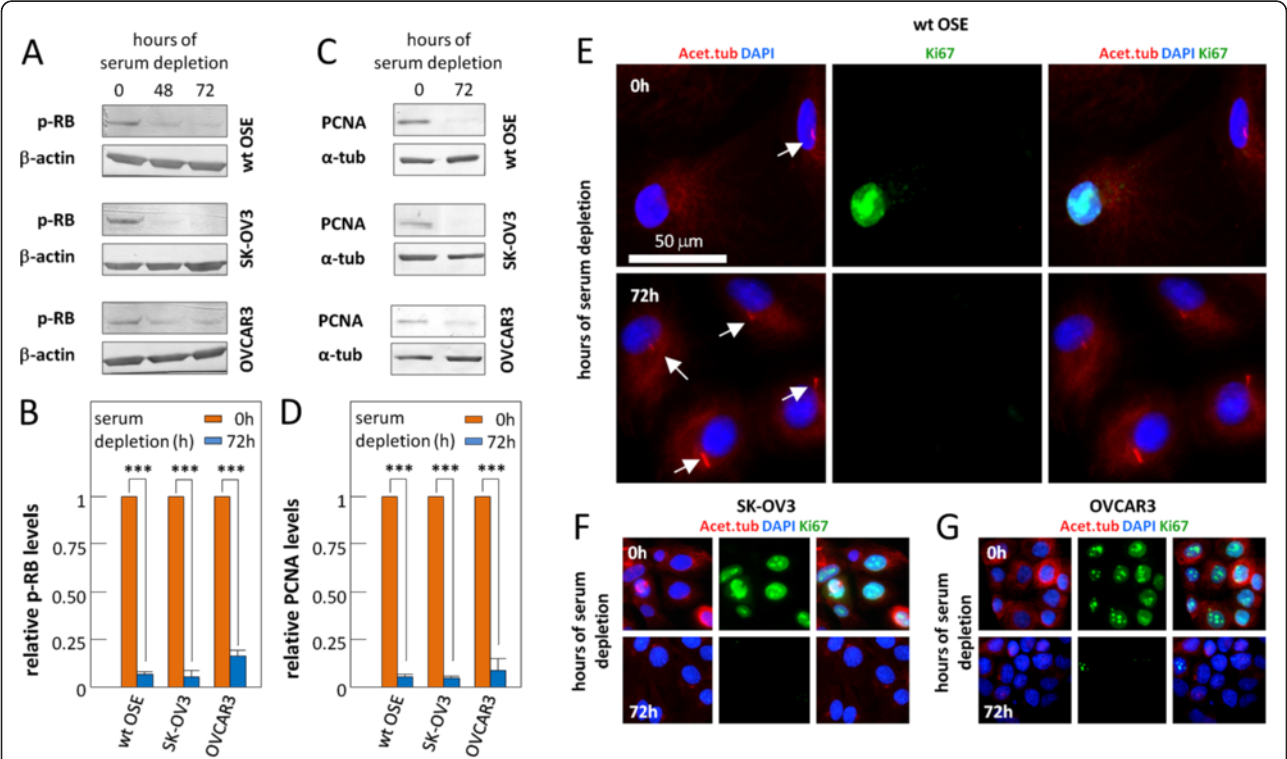 A
hours of
serum depletion
0 48 72
p-RB
β-actin
wt OSE
p-RB
β-actin
SK-OV3
p-RB
β-actin
OVCAR3
B
serum
depletion (h)
0h
72h
*** *** ***
relative p-RB levels
1
0.75
0.50
0.25
0
wt OSE
SK-OV3
OVCAR3
C
hours of
serum depletion
0 72
PCNA
α-tub
wt OSE
PCNA
α-tub
SK-OV3
PCNA
α-tub
OVCAR3
D
serum
depletion (h)
0h
72h
*** *** ***
relative PCNA levels
1
0.75
0.50
0.25
0
wt OSE
SK-OV3
OVCAR3
E
wt OSE
Acet.tub DAPI
Ki67
Acet.tub DAPI Ki67
hours of serum depletion
0h
50 μm
72h
F
SK-OV3
Acet.tub DAPI Ki67
hours of serum
depletion
0h
72h
G
OVCAR3
Acet.tub DAPI Ki67
hours of serum
depletion
0h
72h